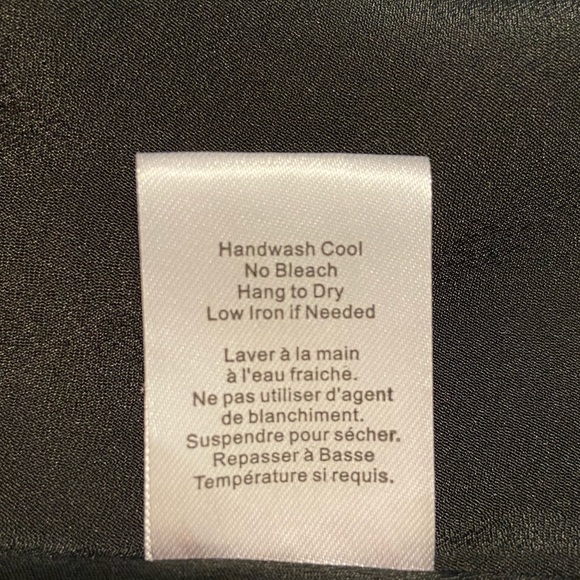 Handwash Cool
No Bleach
Hang to Dry
Low Iron if Needed
Laver à la main
à l'eau fraiche.
Ne pas utiliser d'agent
de blanchiment.
Suspendre pour sécher.
Repasser à Basse
Température si requis.